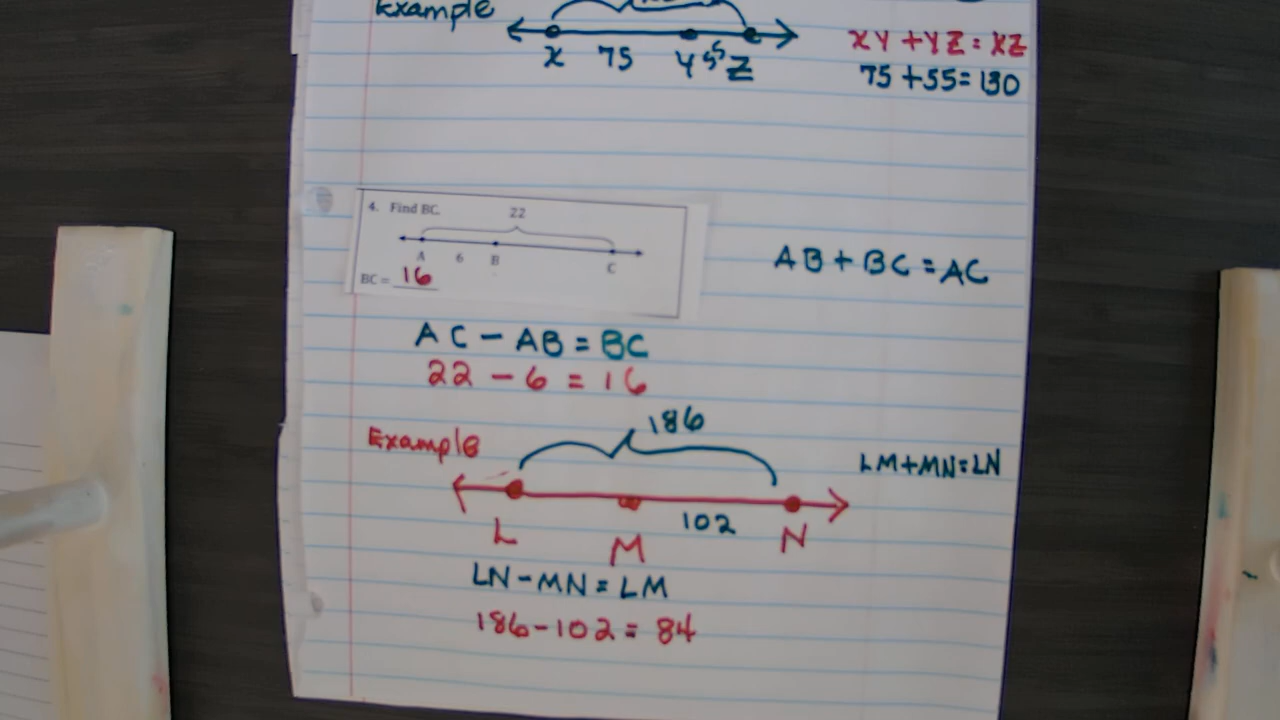 Example
XY + YZ = XZ
X 75 Y 55 Z
75 + 55 = 130
4. Find BC.
22
A 6 B C
BC = 16
AB + BC = AC
AC - AB = BC
22 - 6 = 16
186
Example
LM+MN=LN
102
L M N
LN - MN = LM
186 - 102 = 84